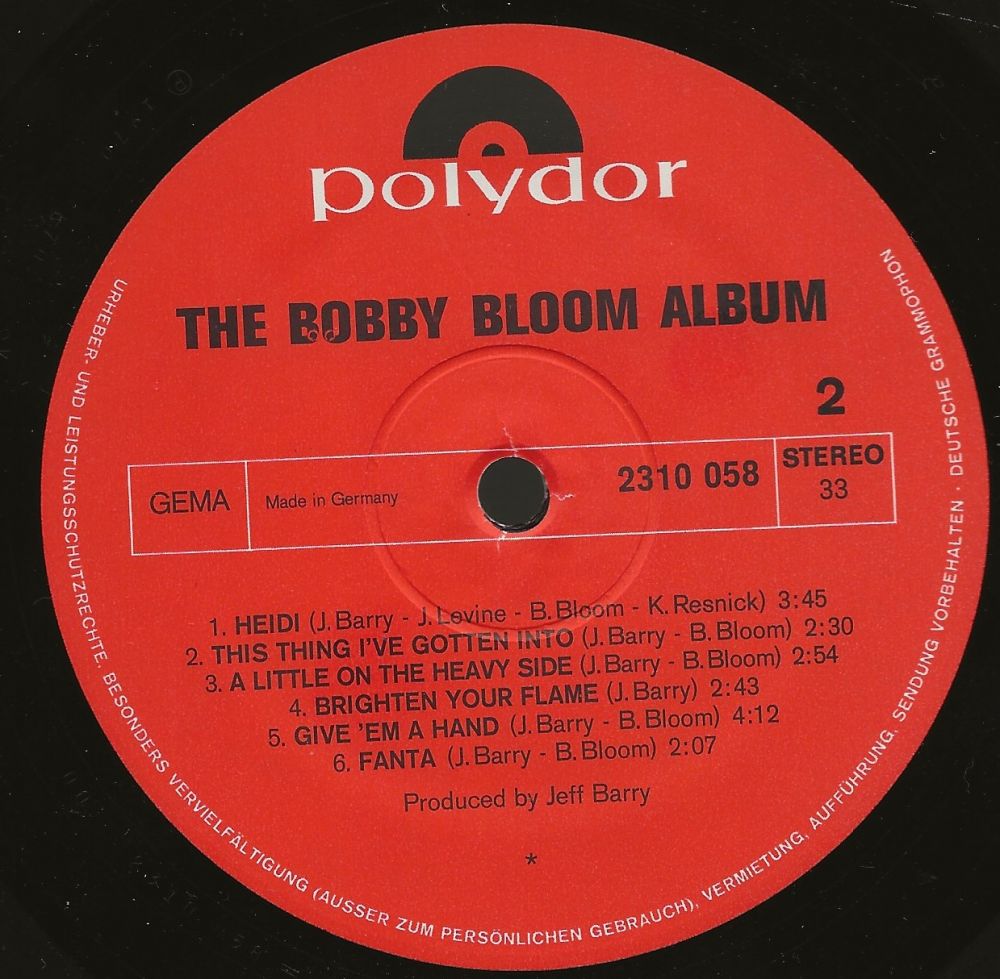 polydor
THE BOBBY BLOOM ALBUM
2
GEMA
Made in Germany
2310 058
STEREO
33
1. HEIDI (J. Barry - J. Levine - B. Bloom - K. Resnick) 3:45
2. THIS THING I'VE GOTTEN INTO (J. Barry - B. Bloom) 2:30
3. A LITTLE ON THE HEAVY SIDE (J. Barry - B. Bloom) 2:54
4. BRIGHTEN YOUR FLAME (J. Barry) 2:43
5. GIVE 'EM A HAND (J. Barry - B. Bloom) 4:12
6. FANTA (J. Barry - B. Bloom) 2:07
Produced by Jeff Barry
*
URHEBER- UND LEISTUNGSSCHUTZRECHTE, BESONDERS VERVIELFÄLTIGUNG (AUSSER ZUM PERSÖNLICHEN GEBRAUCH), VERMIETUNG, AUFFÜHRUNG, SENDUNG VORBEHALTEN · DEUTSCHE GRAMMOPHON